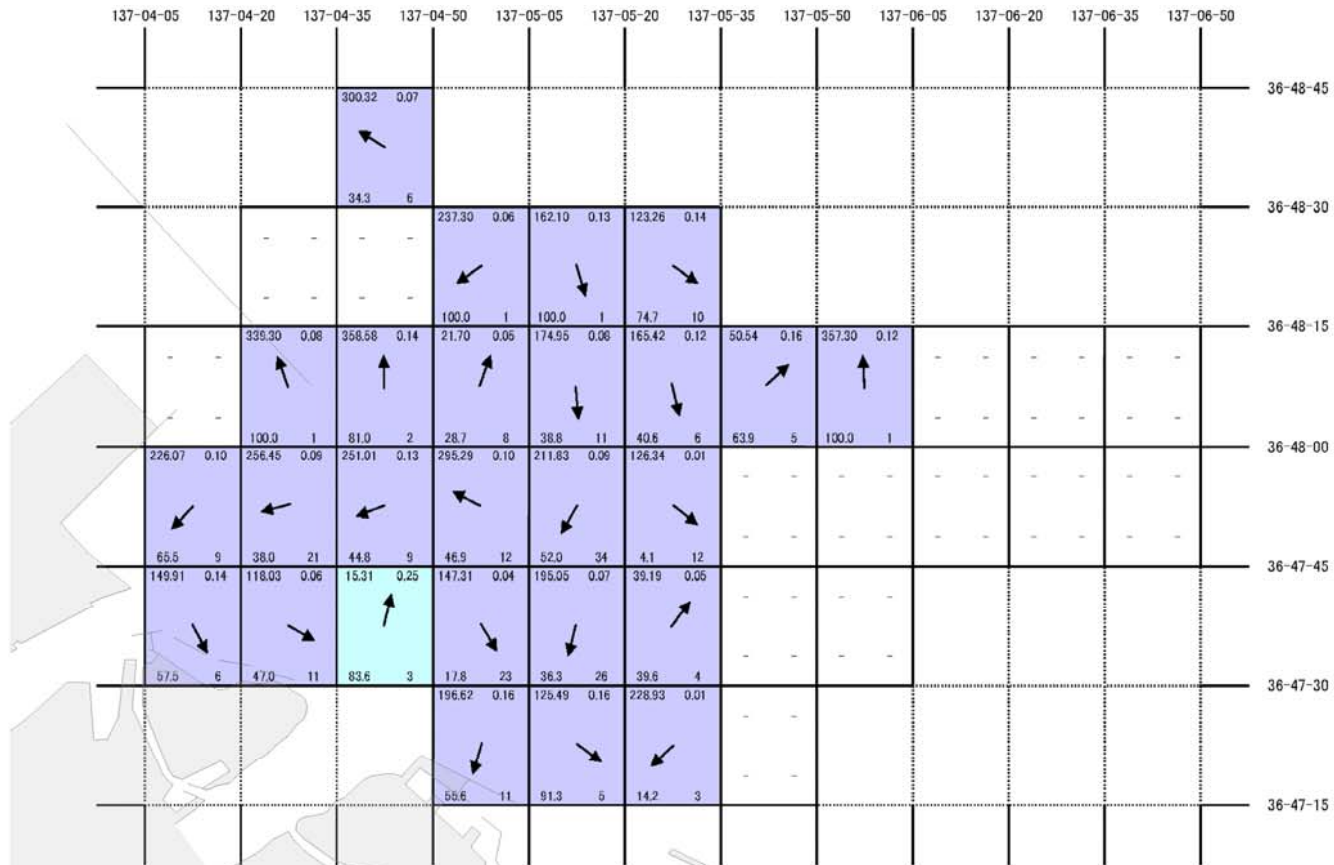 137-04-05 137-04-20 137-04-35 137-04-50 137-05-05 137-05-20 137-05-35 137-05-50 137-06-05 137-06-20 137-06-35 137-06-50
36-48-45
300.32 0.07
34.3 6
36-48-30
237.30 0.06 162.10 0.13 123.26 0.14
- - - -
- - - -
100.0 1 100.0 1 74.7 10
36-48-15
339.30 0.08 358.58 0.14 21.70 0.05 174.95 0.08 165.42 0.12 50.54 0.16 357.30 0.12
- - - - - - - -
- - - - - - - -
100.0 1 81.0 2 28.7 8 38.8 11 40.6 6 63.9 5 100.0 1
36-48-00
226.07 0.10 256.45 0.09 251.01 0.13 295.29 0.10 211.83 0.09 126.34 0.01
- - - - - - - - - -
- - - - - - - - - -
65.5 9 38.0 21 44.8 9 46.9 12 52.0 34 4.1 12
36-47-45
149.91 0.14 118.03 0.06 15.31 0.25 147.31 0.04 195.05 0.07 39.19 0.05
- - - -
- - - -
57.5 6 47.0 11 83.6 3 17.8 23 36.3 26 39.6 4
36-47-30
196.62 0.16 125.49 0.16 228.93 0.01
- -
- -
55.6 11 91.3 5 14.2 3
36-47-15